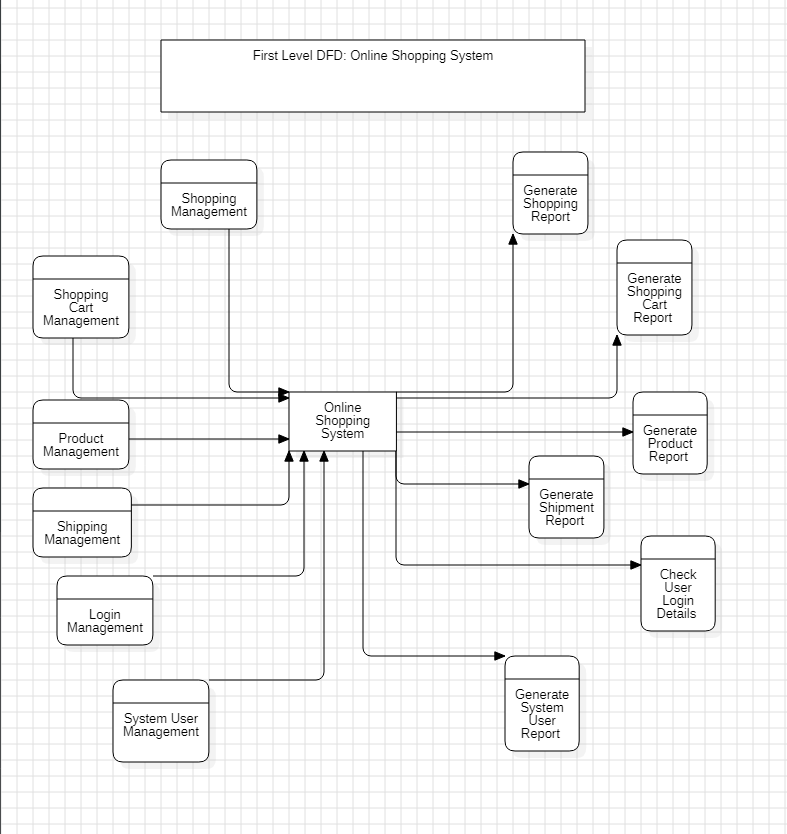 First Level DFD: Online Shopping System
Shopping
Management
Generate
Shopping
Report
Shopping
Cart
Management
Generate
Shopping
Cart
Report
Online
Shopping
System
Product
Management
Generate
Product
Report
Shipping
Management
Generate
Shipment
Report
Login
Management
Check
User
Login
Details
System User
Management
Generate
System
User
Report